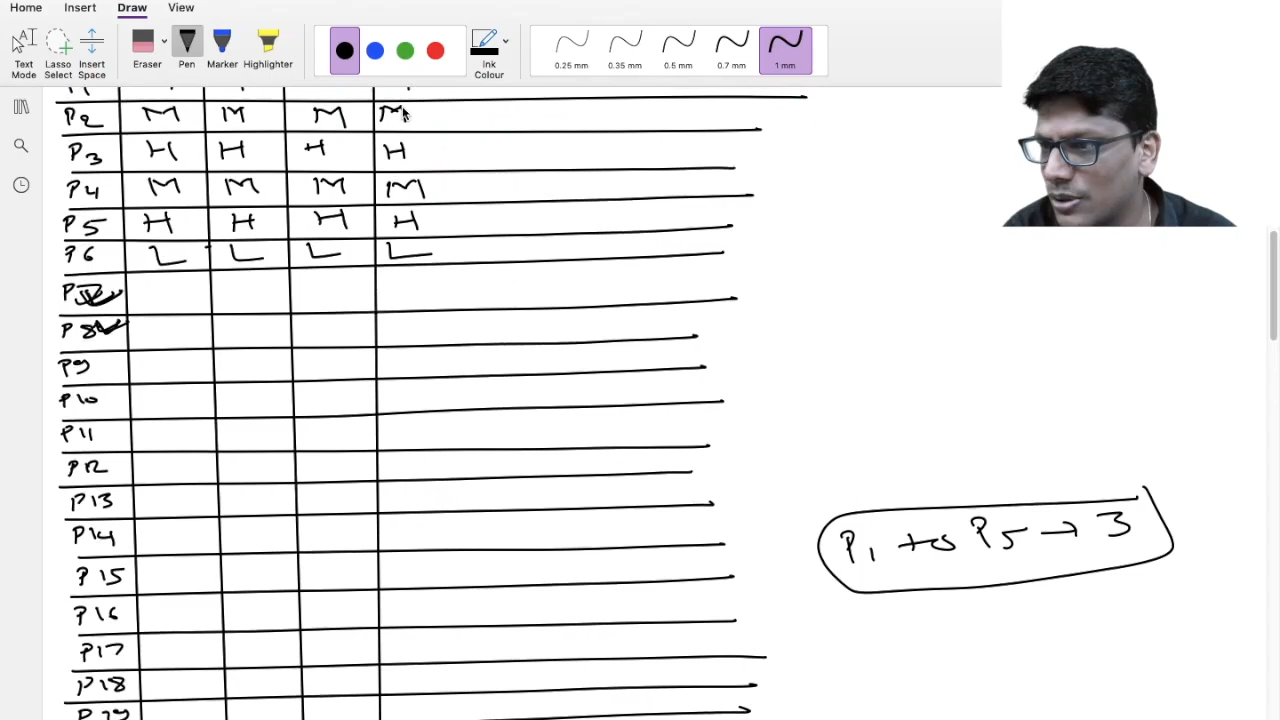 Home Insert Draw View
Text Mode
Lasso Select
Insert Space
Eraser
Pen
Marker
Highlighter
Ink Colour
0.25 mm
0.35 mm
0.5 mm
0.7 mm
1 mm
P2 M M M M
P3 H H H H
P4 M M M M
P5 H H H H
P6 L L L L
P8
P9
P10
P11
P12
P13
P14
P15
P16
P17
P18
P19
P1 to P5 → 3